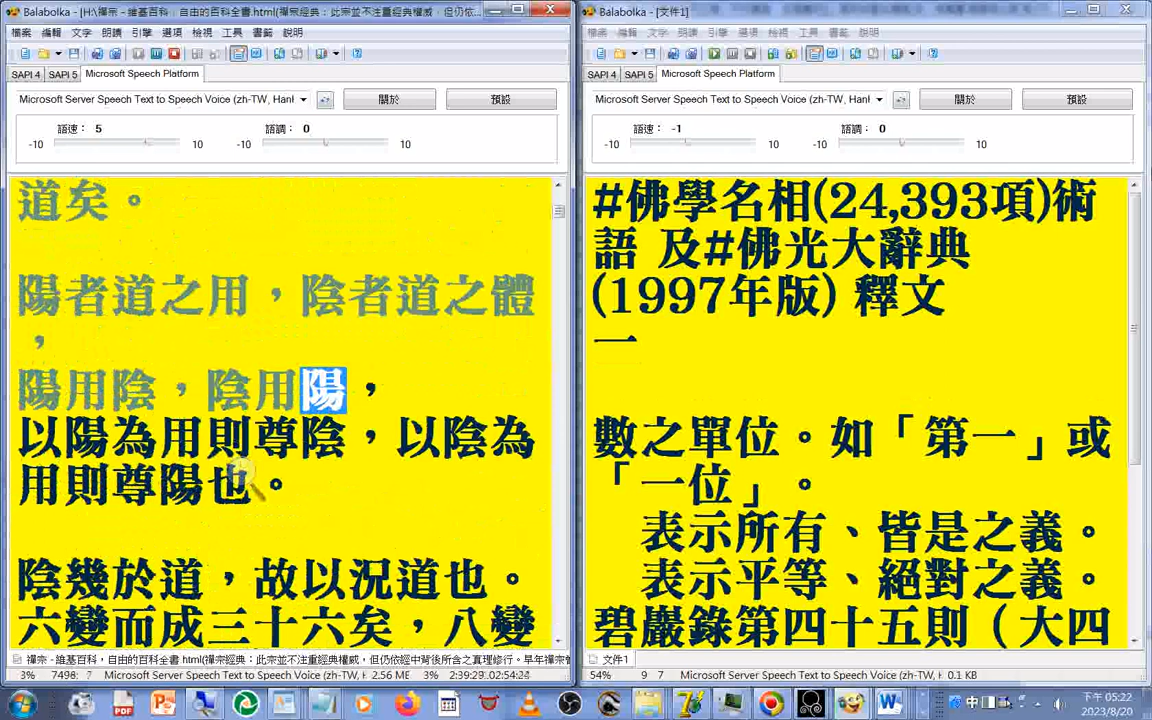 Balabolka - [H:\禪宗 - 維基百科，自由的百科全書.html(禪宗經典：此宗並不注重經典權威，但仍依...
檔案 編輯 文字 朗讀 引擎 選項 檢視 工具 書籤 說明
SAPI 4 SAPI 5 Microsoft Speech Platform
Microsoft Server Speech Text to Speech Voice (zh-TW, Hanl
關於 預設
語速： 5 語調： 0
-10 10 -10 10
道矣。
陽者道之用，陰者道之體
，
陽用陰，陰用陽，
以陽為用則尊陰，以陰為
用則尊陽也。
陰幾於道，故以況道也。
六變而成三十六矣，八變
禪宗 - 維基百科，自由的百科全書.html(禪宗經典：此宗並不注重經典權威，但仍依經中背後所含之真理修行。早年禪宗
3% 7498: 7 Microsoft Server Speech Text to Speech Voice (zh-TW, H 2.56 ME 3% 2:39:29|02:54:24
Balabolka - [文件1]
檔案 編輯 文字 朗讀 引擎 選項 檢視 工具 書籤 說明
SAPI 4 SAPI 5 Microsoft Speech Platform
Microsoft Server Speech Text to Speech Voice (zh-TW, Hanl
關於 預設
語速： -1 語調： 0
-10 10 -10 10
#佛學名相(24,393項)術
語 及#佛光大辭典
(1997年版) 釋文
一
數之單位。如「第一」或
「一位」。
表示所有、皆是之義。
表示平等、絕對之義。
碧巖錄第四十五則（大四
文件1
54% 9 7 Microsoft Server Speech Text to Speech Voice (zh-TW, H 0.1 KB
PDF
中
下午 05:22
2023/8/20